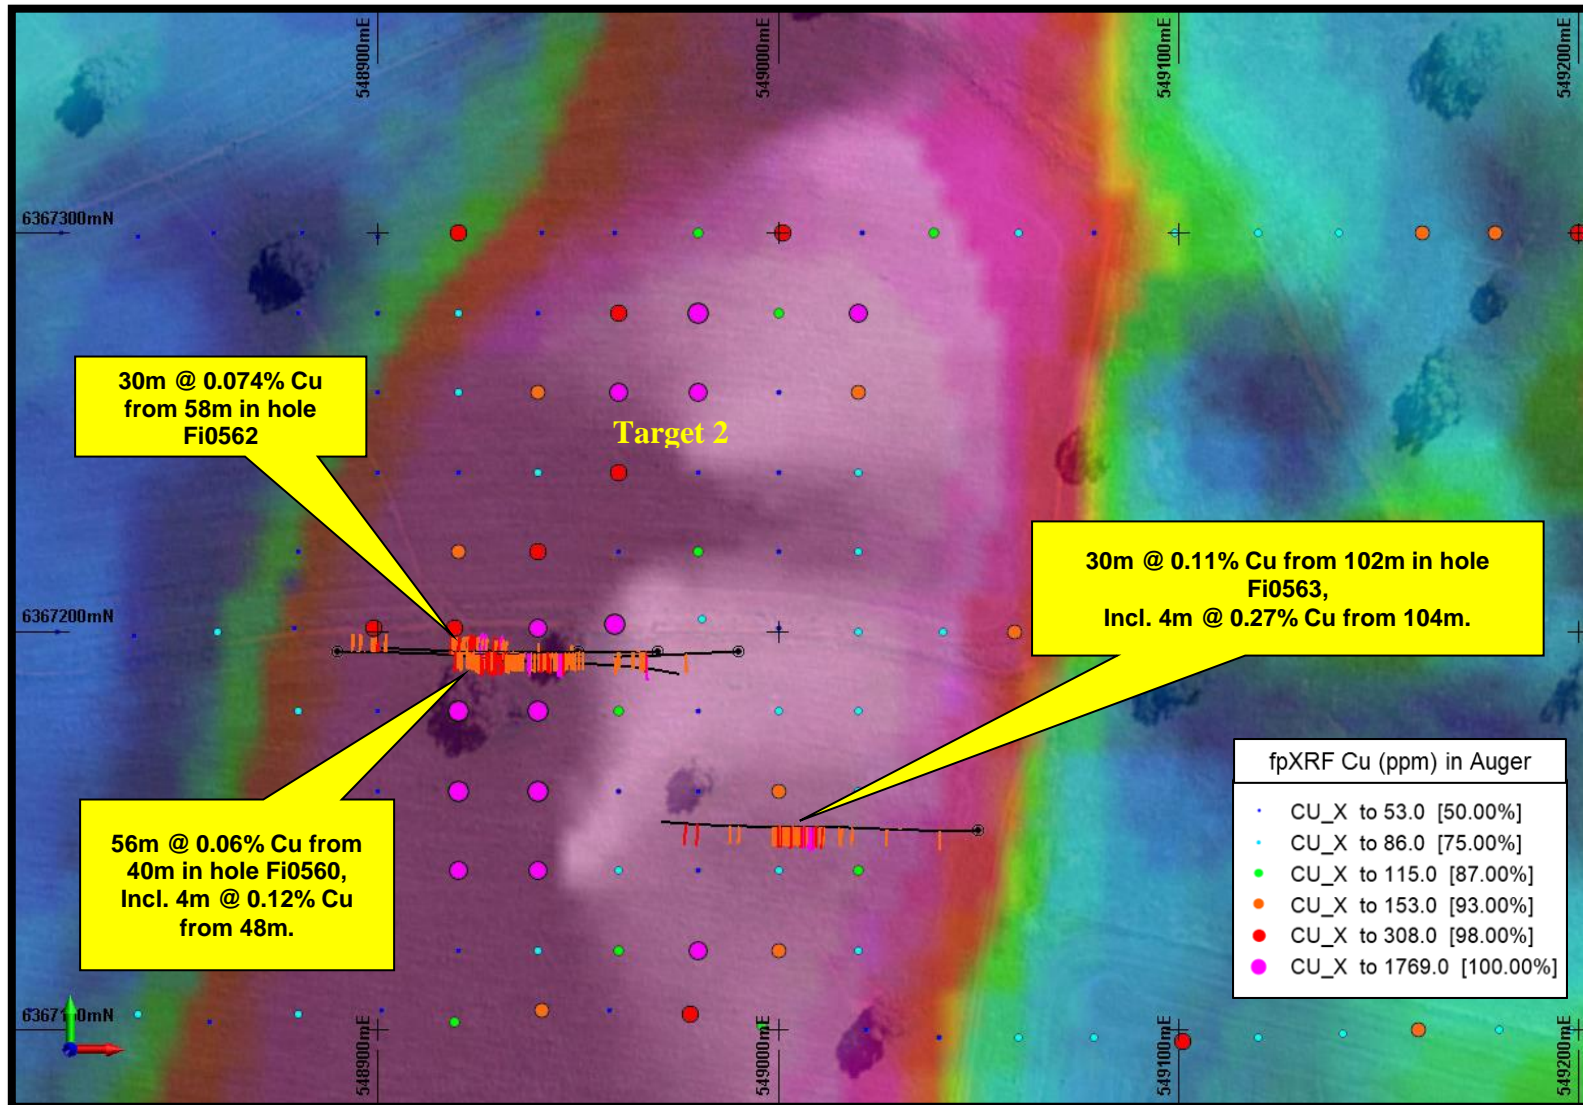 548900mE
549000mE
549100mE
549200mE
6367300mN
30m @ 0.074% Cu
from 58m in hole
Fi0562
Target 2
30m @ 0.11% Cu from 102m in hole
Fi0563,
Incl. 4m @ 0.27% Cu from 104m.
6367200mN
56m @ 0.06% Cu from
40m in hole Fi0560,
Incl. 4m @ 0.12% Cu
from 48m.
fpXRF Cu (ppm) in Auger
CU_X to 53.0 [50.00%]
CU_X to 86.0 [75.00%]
CU_X to 115.0 [87.00%]
CU_X to 153.0 [93.00%]
CU_X to 308.0 [98.00%]
CU_X to 1769.0 [100.00%]
6367100mN
548900mE
549000mE
549100mE
549200mE